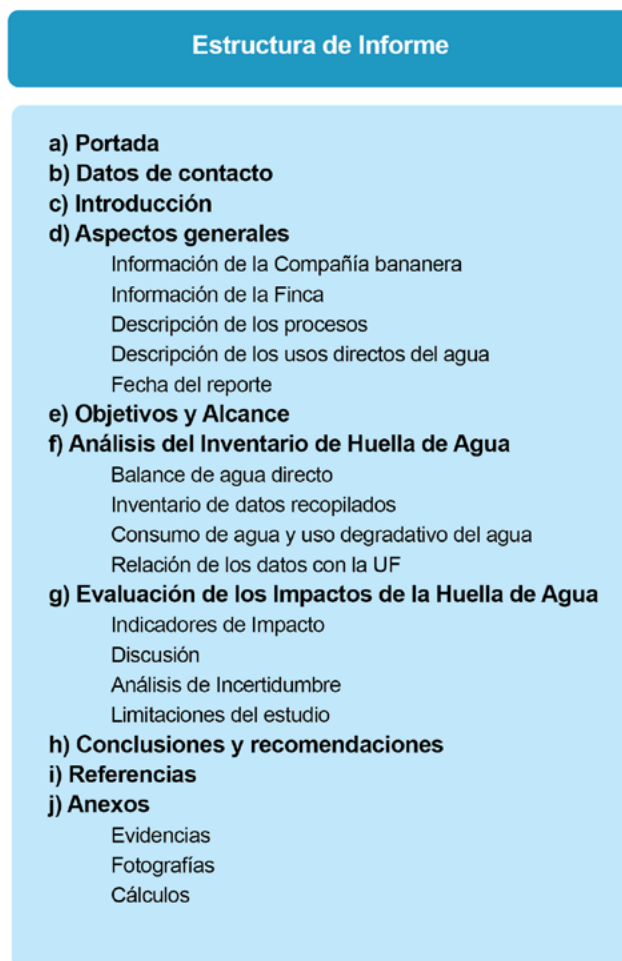 Estructura de Informe
a) Portada
b) Datos de contacto
c) Introducción
d) Aspectos generales
Información de la Compañía bananera
Información de la Finca
Descripción de los procesos
Descripción de los usos directos del agua
Fecha del reporte
e) Objetivos y Alcance
f) Análisis del Inventario de Huella de Agua
Balance de agua directo
Inventario de datos recopilados
Consumo de agua y uso degradativo del agua
Relación de los datos con la UF
g) Evaluación de los Impactos de la Huella de Agua
Indicadores de Impacto
Discusión
Análisis de Incertidumbre
Limitaciones del estudio
h) Conclusiones y recomendaciones
i) Referencias
j) Anexos
Evidencias
Fotografías
Cálculos